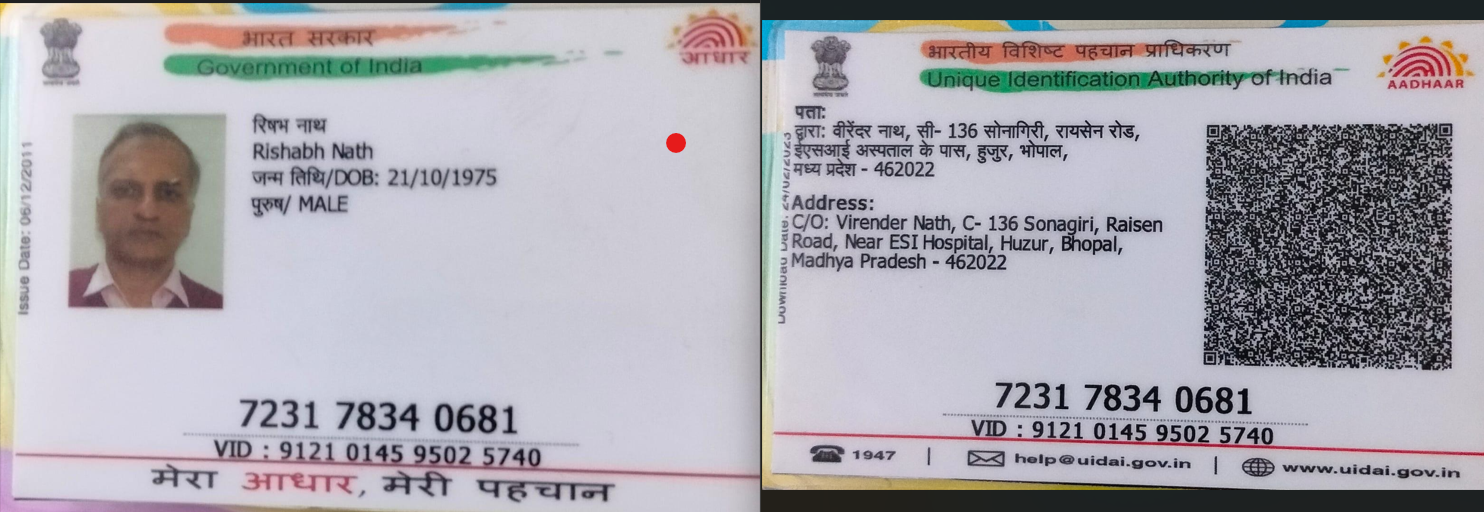 भारत सरकार
Government of India
आधार
Issue Date: 06/12/2011
रिषभ नाथ
Rishabh Nath
जन्म तिथि/DOB: 21/10/1975
पुरुष/ MALE
7231 7834 0681
VID : 9121 0145 9502 5740
मेरा आधार, मेरी पहचान
भारतीय विशिष्ट पहचान प्राधिकरण
Unique Identification Authority of India
AADHAAR
Download Date: 24/02/2023
पता:
द्वारा: वीरेंदर नाथ, सी- 136 सोनागिरी, रायसेन रोड,
ईएसआई अस्पताल के पास, हुजुर, भोपाल,
मध्य प्रदेश - 462022
Address:
C/O: Virender Nath, C- 136 Sonagiri, Raisen
Road, Near ESI Hospital, Huzur, Bhopal,
Madhya Pradesh - 462022
7231 7834 0681
VID : 9121 0145 9502 5740
1947 | help@uidai.gov.in | www.uidai.gov.in